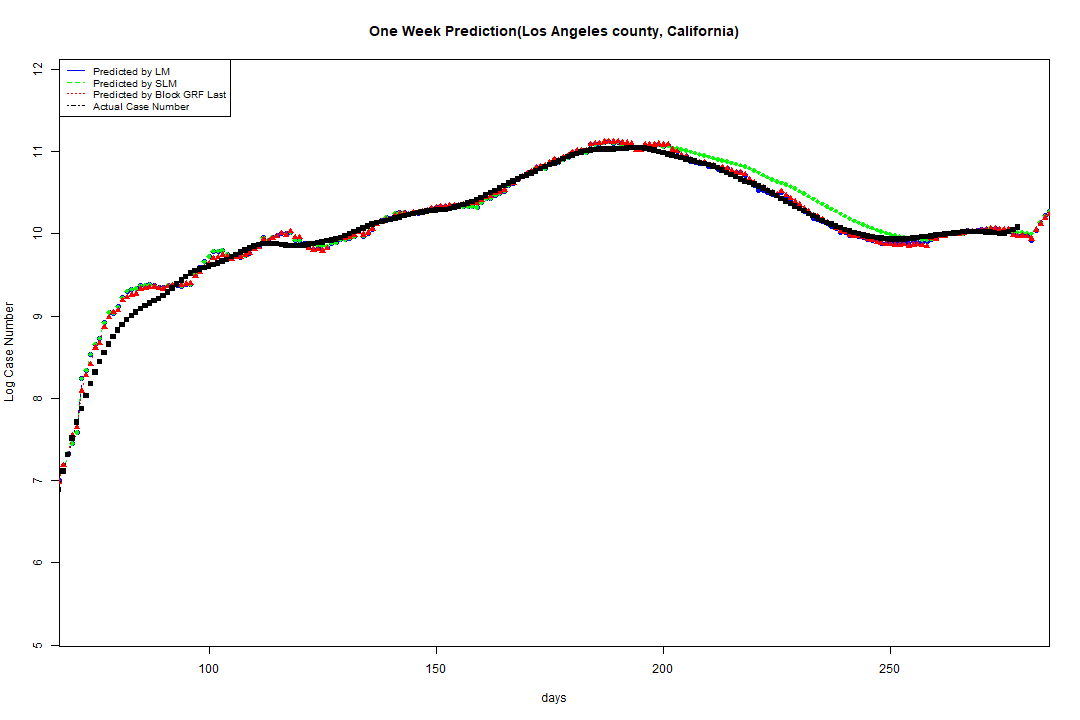 One Week Prediction(Los Angeles county, California)
Predicted by LM
Predicted by SLM
Predicted by Block GRF Last
Actual Case Number
12
11
10
9
8
7
6
5
Log Case Number
100 150 200 250
days